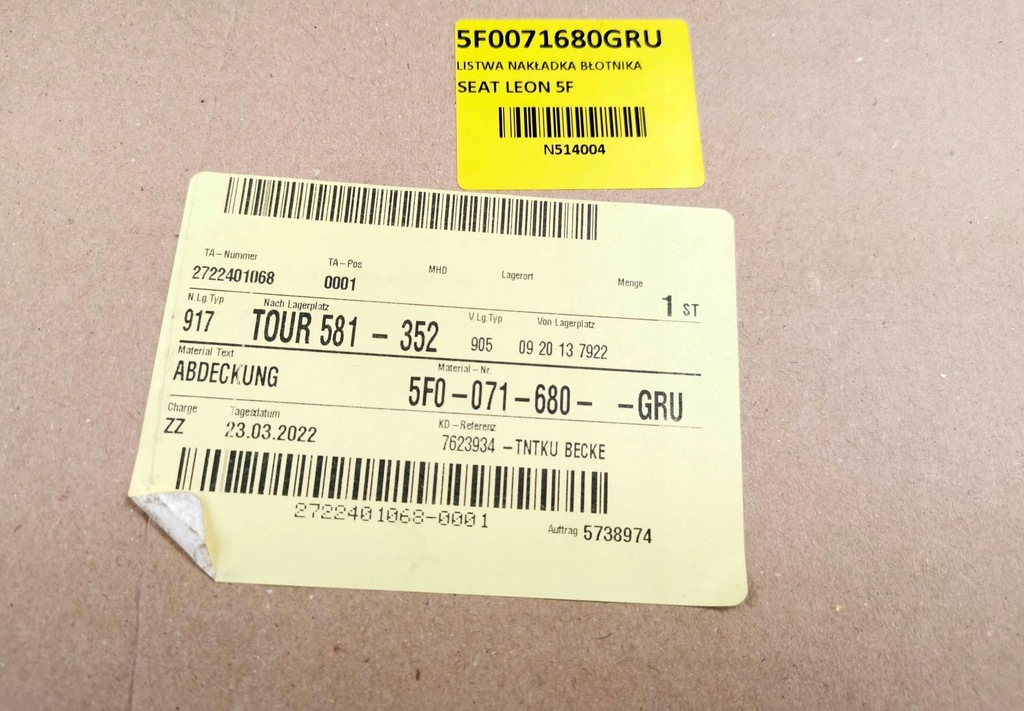 5F0071680GRU
LISTWA NAKŁADKA BŁOTNIKA
SEAT LEON 5F
N514004
TA-Nummer TA-Pos. MHD Lagerort Menge
2722401068 0001 1 ST
N.Lg.Typ Nach Lagerplatz V.Lg.Typ Von Lagerplatz
917 TOUR 581 - 352 905 09 20 13 7922
Material Text Material-Nr.
ABDECKUNG 5F0-071-680- -GRU
Charge Tagesdatum KD-Referenz
ZZ 23.03.2022 7623934 -TNTKU BECKE
2722401068-0001
Auftrag 5738974